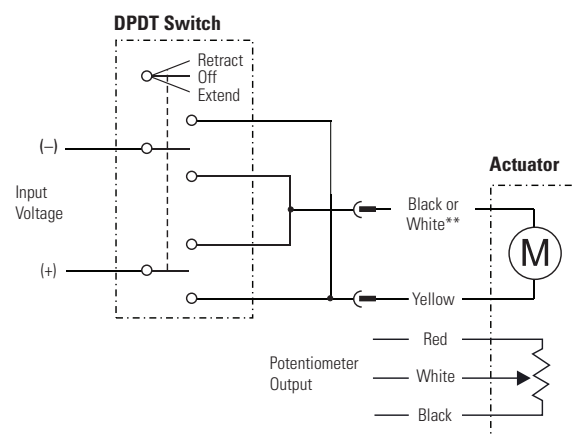 DPDT Switch
Retract
Off
Extend
(–)
Input
Voltage
(+)
Actuator
Black or
White**
M
Yellow
Red
Potentiometer
Output
White
Black